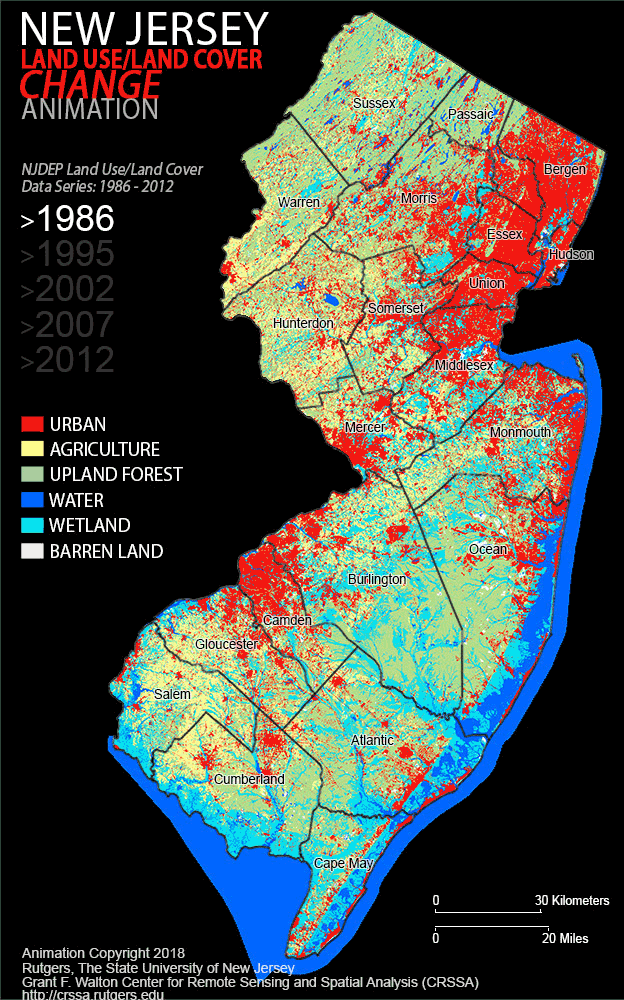 NEW JERSEY
LAND USE/LAND COVER
CHANGE
ANIMATION
NJDEP Land Use/Land Cover
Data Series: 1986 - 2012
>1986
>1995
>2002
>2007
>2012
URBAN
AGRICULTURE
UPLAND FOREST
WATER
WETLAND
BARREN LAND
Sussex
Passaic
Bergen
Warren
Morris
Essex
Hudson
Union
Somerset
Hunterdon
Middlesex
Mercer
Monmouth
Ocean
Burlington
Camden
Gloucester
Salem
Atlantic
Cumberland
Cape May
0 30 Kilometers
0 20 Miles
Animation Copyright 2018
Rutgers, The State University of New Jersey
Grant F. Walton Center for Remote Sensing and Spatial Analysis (CRSSA)
http://crssa.rutgers.edu